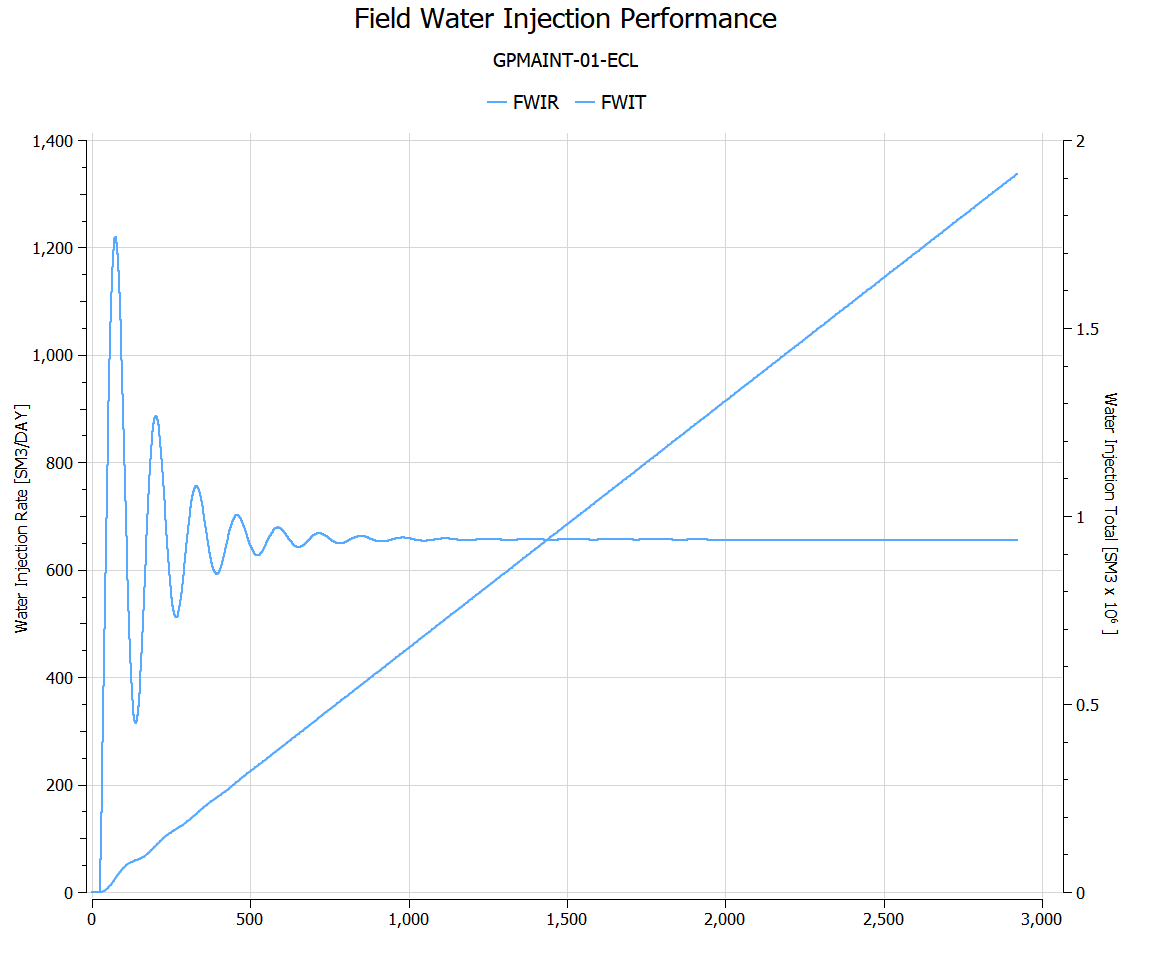 Field Water Injection Performance
GPMAINT-01-ECL
FWIR FWIT
1,400
1,200
1,000
800
600
400
200
0
Water Injection Rate [SM3/DAY]
2
1.5
1
0.5
0
Water Injection Total [SM3 x 10⁶ ]
0 500 1,000 1,500 2,000 2,500 3,000